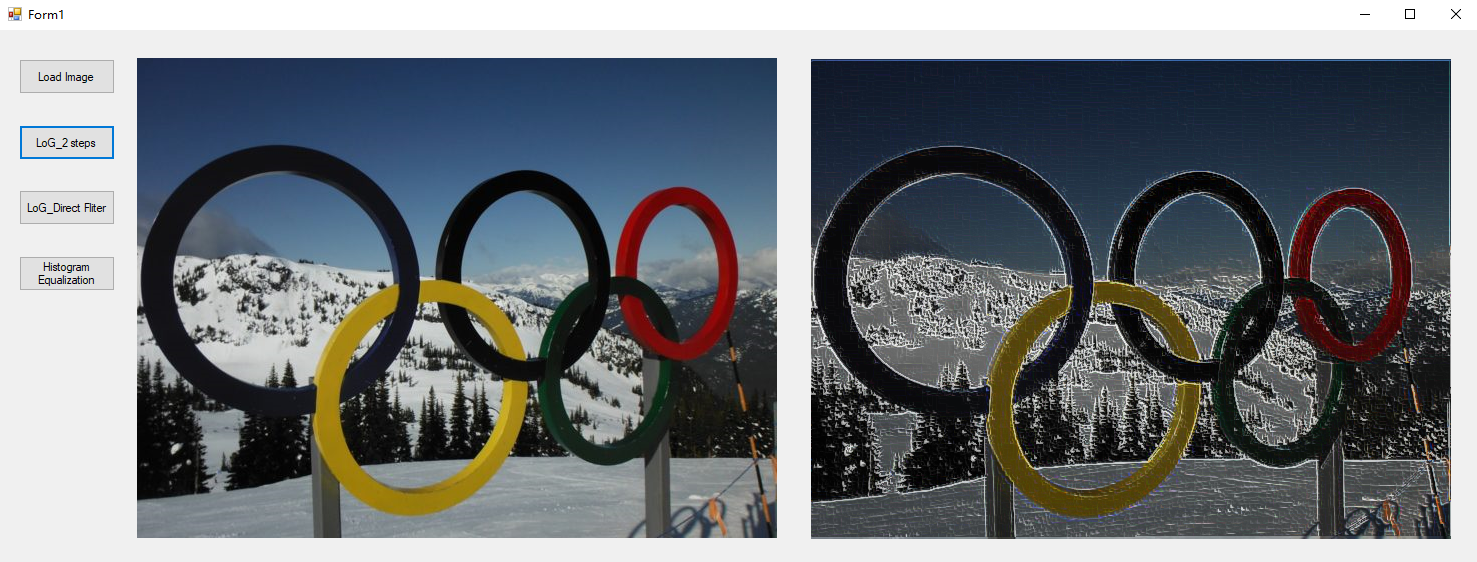 Form1
Load Image
LoG_2 steps
LoG_Direct Fliter
Histogram
Equalization